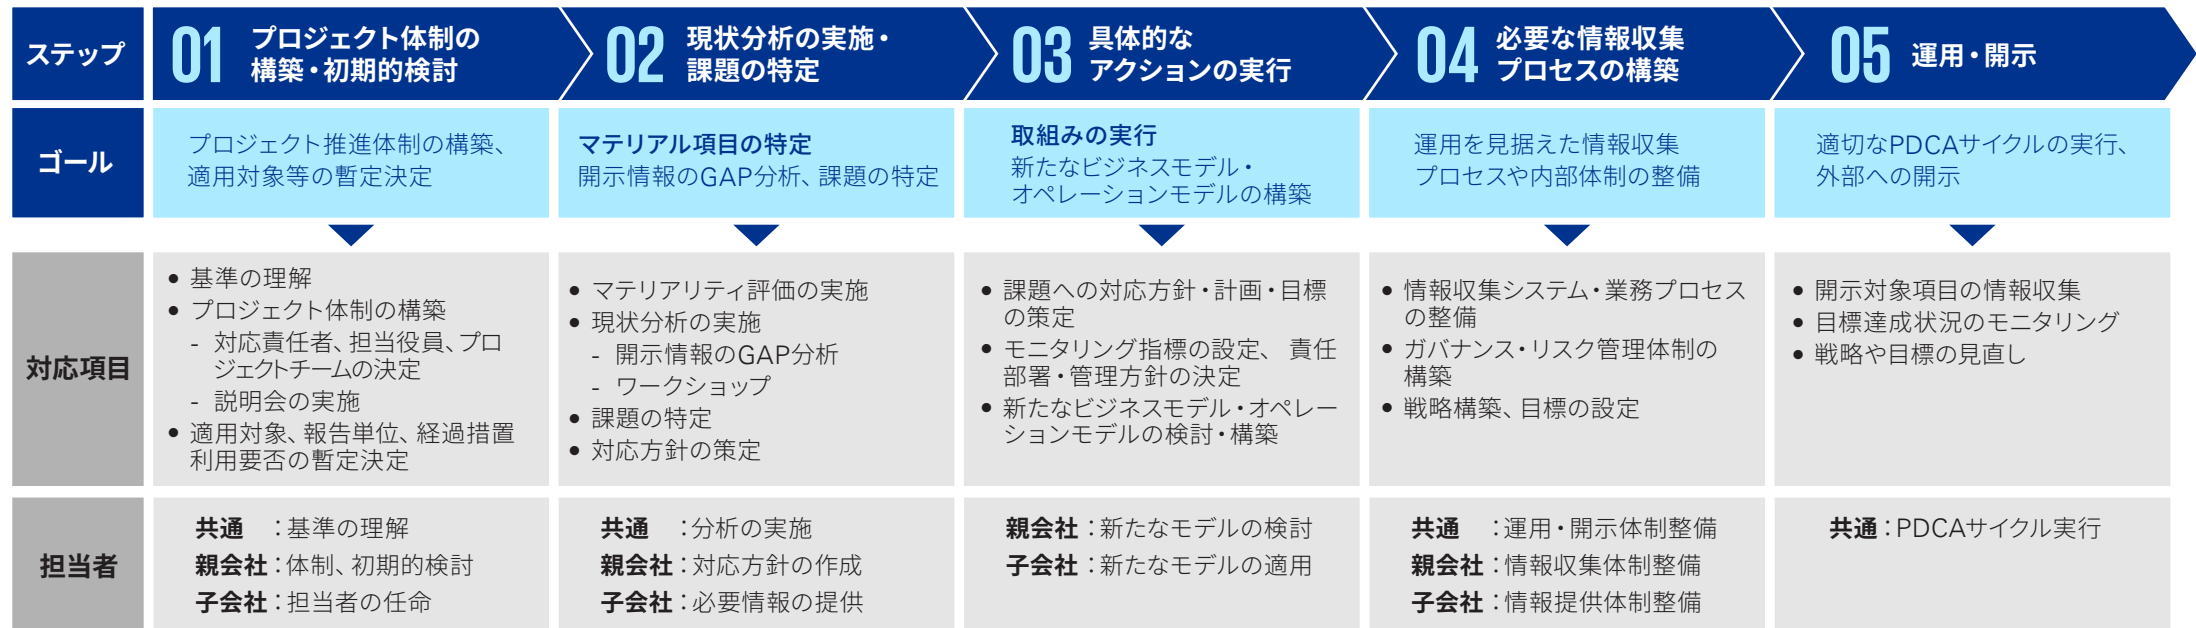 ステップ
01 プロジェクト体制の
構築・初期的検討
02 現状分析の実施・
課題の特定
03 具体的な
アクションの実行
04 必要な情報収集
プロセスの構築
05 運用・開示
ゴール
プロジェクト推進体制の構築、
適用対象等の暫定決定
マテリアル項目の特定
開示情報のGAP分析、課題の特定
取組みの実行
新たなビジネスモデル・
オペレーションモデルの構築
運用を見据えた情報収集
プロセスや内部体制の整備
適切なPDCAサイクルの実行、
外部への開示
対応項目
• 基準の理解
• プロジェクト体制の構築
- 対応責任者、担当役員、プロ
ジェクトチームの決定
- 説明会の実施
• 適用対象、報告単位、経過措置
利用要否の暫定決定
• マテリアリティ評価の実施
• 現状分析の実施
- 開示情報のGAP分析
- ワークショップ
• 課題の特定
• 対応方針の策定
• 課題への対応方針・計画・目標
の策定
• モニタリング指標の設定、 責任
部署・管理方針の決定
• 新たなビジネスモデル・オペレー
ションモデルの検討・構築
• 情報収集システム・業務プロセス
の整備
• ガバナンス・リスク管理体制の
構築
• 戦略構築、目標の設定
• 開示対象項目の情報収集
• 目標達成状況のモニタリング
• 戦略や目標の見直し
担当者
共通 ：基準の理解
親会社：体制、初期的検討
子会社：担当者の任命
共通 ：分析の実施
親会社：対応方針の作成
子会社：必要情報の提供
親会社：新たなモデルの検討
子会社：新たなモデルの適用
共通 ：運用・開示体制整備
親会社：情報収集体制整備
子会社：情報提供体制整備
共通：PDCAサイクル実行